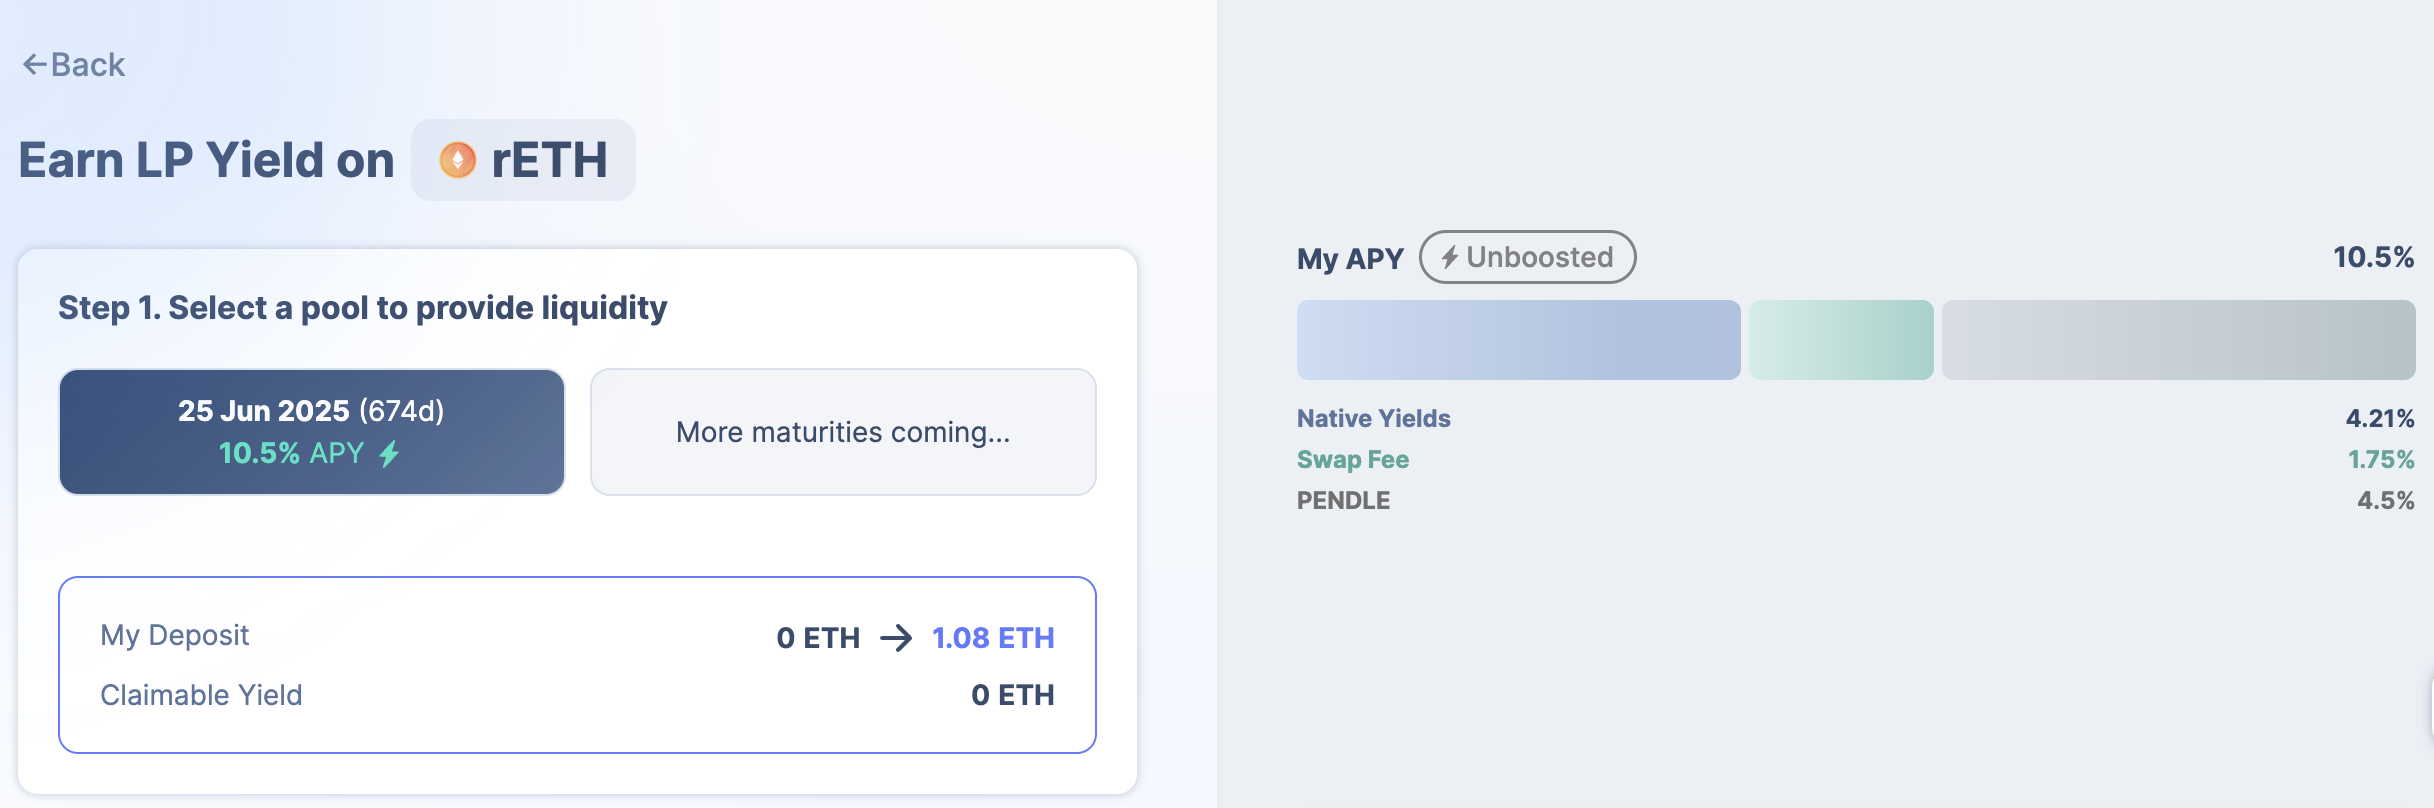 ←Back
Earn LP Yield on rETH
Step 1. Select a pool to provide liquidity
25 Jun 2025 (674d)
10.5% APY
More maturities coming...
My Deposit 0 ETH → 1.08 ETH
Claimable Yield 0 ETH
My APY Unboosted 10.5%
Native Yields 4.21%
Swap Fee 1.75%
PENDLE 4.5%